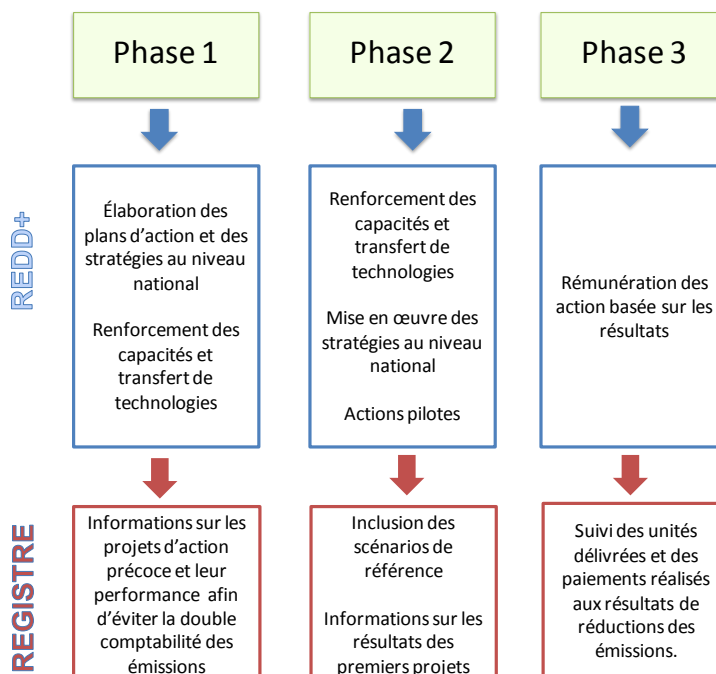 Phase 1
Phase 2
Phase 3
REDD+
Élaboration des
plans d'action et des
stratégies au niveau
national
Renforcement des
capacités et
transfert de
technologies
Renforcement des
capacités et
transfert de
technologies
Mise en œuvre des
stratégies au niveau
national
Actions pilotes
Rémunération des
action basée sur les
résultats
REGISTRE
Informations sur les
projets d'action
précoce et leur
performance afin
d'éviter la double
comptabilité des
émissions
Inclusion des
scénarios de
référence
Informations sur les
résultats des
premiers projets
Suivi des unités
délivrées et des
paiements réalisés
aux résultats de
réductions des
émissions.